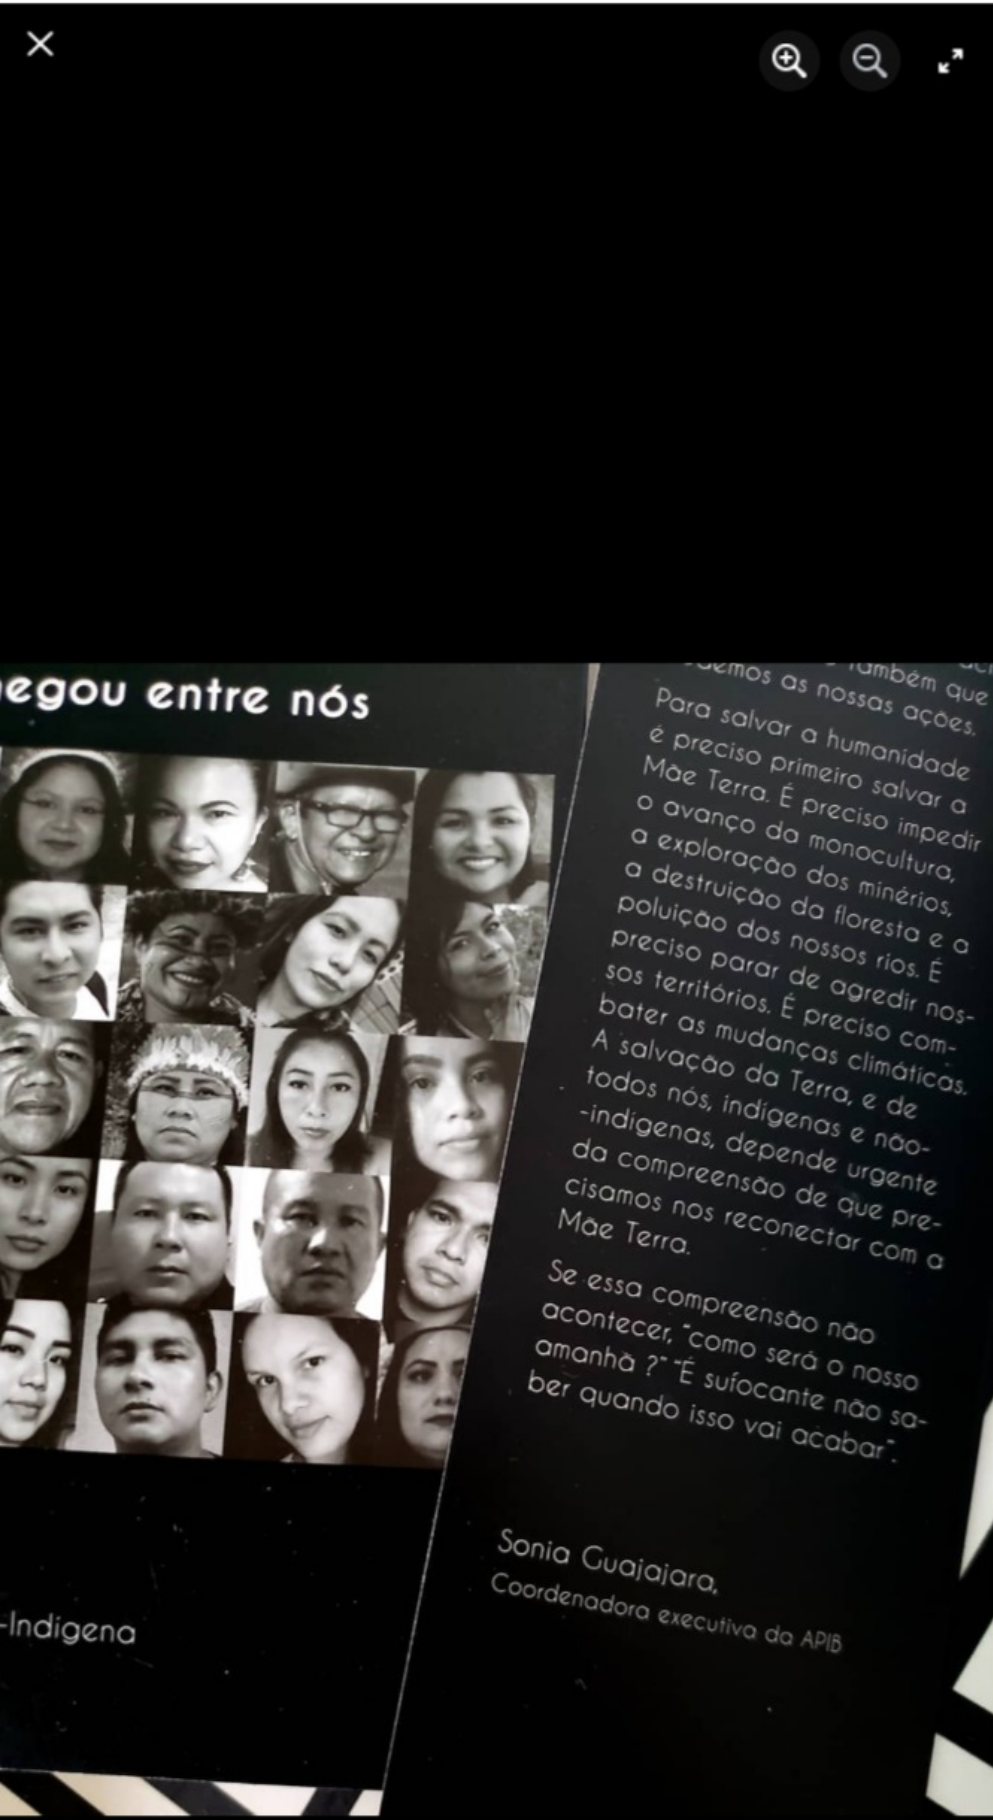 egou entre nós
-Indígena
também que
demos as nossas ações.
Para salvar a humanidade
é preciso primeiro salvar a
Mãe Terra. É preciso impedir
o avanço da monocultura,
a exploração dos minérios,
a destruição da floresta e a
poluição dos nossos rios. É
preciso parar de agredir nos-
sos territórios. É preciso com-
bater as mudanças climáticas.
A salvação da Terra, e de
todos nós, indígenas e não-
-indígenas, depende urgente
da compreensão de que pre-
cisamos nos reconectar com a
Mãe Terra.
Se essa compreensão não
acontecer, "como será o nosso
amanhã ?" "É sufocante não sa-
ber quando isso vai acabar".
Sonia Guajajara,
Coordenadora executiva da APIB